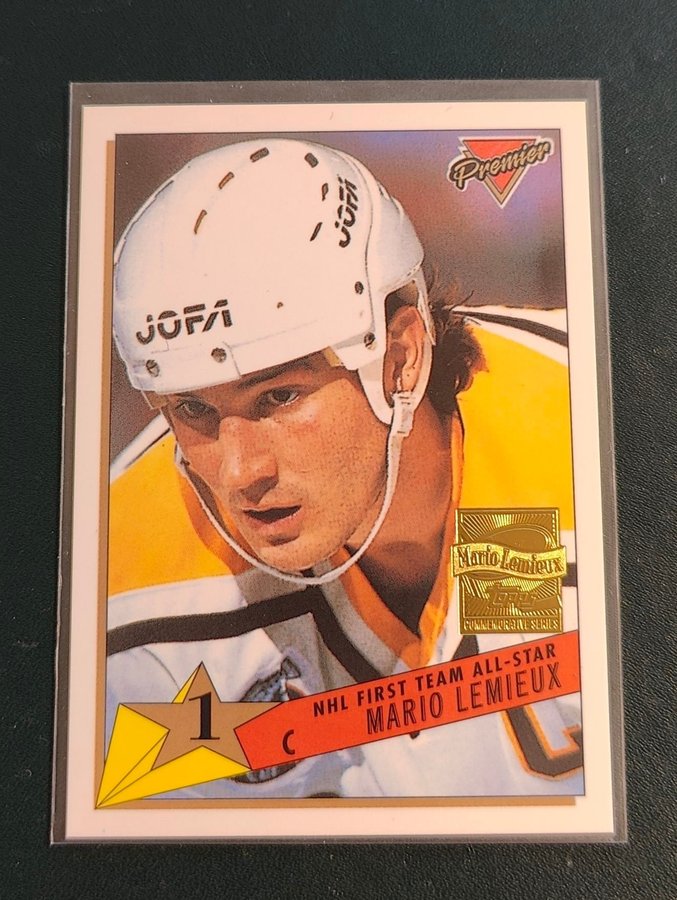 Premier
JOFA
JOFA
Mario Lemieux
Topps
COMMEMORATIVE SERIES
1
NHL FIRST TEAM ALL-STAR
C MARIO LEMIEUX
C